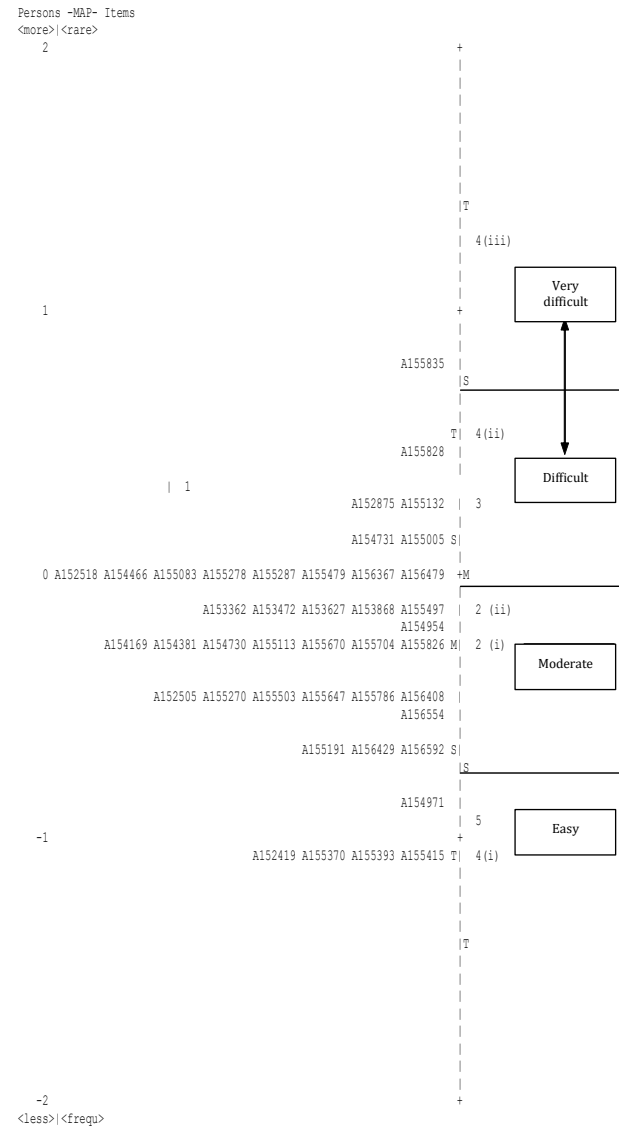 Persons -MAP- Items
<more>|<rare>
2 +
|
|
|
|
|
|
|
|
|T
|
| 4(iii)
|
Very
difficult
|
|
1 +
|
|
A155835 |
|S
|
|
T| 4(ii)
A155828 |
|
Difficult
| 1
A152875 A155132 | 3
|
A154731 A155005 S|
|
0 A152518 A154466 A155083 A155278 A155287 A155479 A156367 A156479 +M
|
A153362 A153472 A153627 A153868 A155497 | 2 (ii)
A154954 |
A154169 A154381 A154730 A155113 A155670 A155704 A155826 M| 2 (i)
Moderate
|
|
A152505 A155270 A155503 A155647 A155786 A156408 |
A156554 |
|
A155191 A156429 A156592 S|
|S
|
A154971 |
| 5
Easy
-1 +
A152419 A155370 A155393 A155415 T| 4(i)
|
|
|
|
|T
|
|
|
|
|
|
|
|
-2 +
<less>|<frequ>